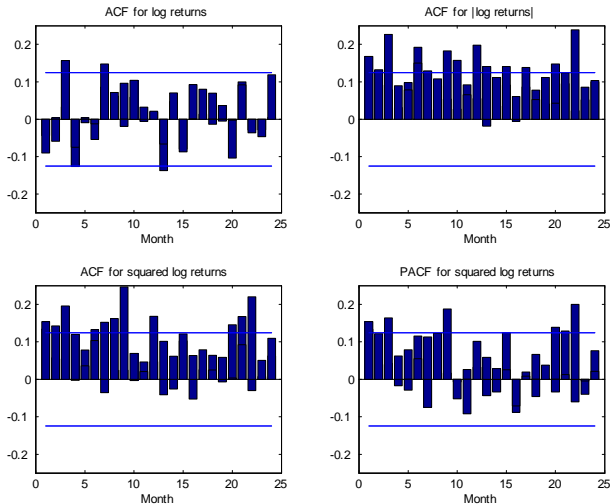 ACF for log returns
0.2
0.1
0
-0.1
-0.2
0 5 10 15 20 25
Month
ACF for |log returns|
0.2
0.1
0
-0.1
-0.2
0 5 10 15 20 25
Month
ACF for squared log returns
0.2
0.1
0
-0.1
-0.2
0 5 10 15 20 25
Month
PACF for squared log returns
0.2
0.1
0
-0.1
-0.2
0 5 10 15 20 25
Month